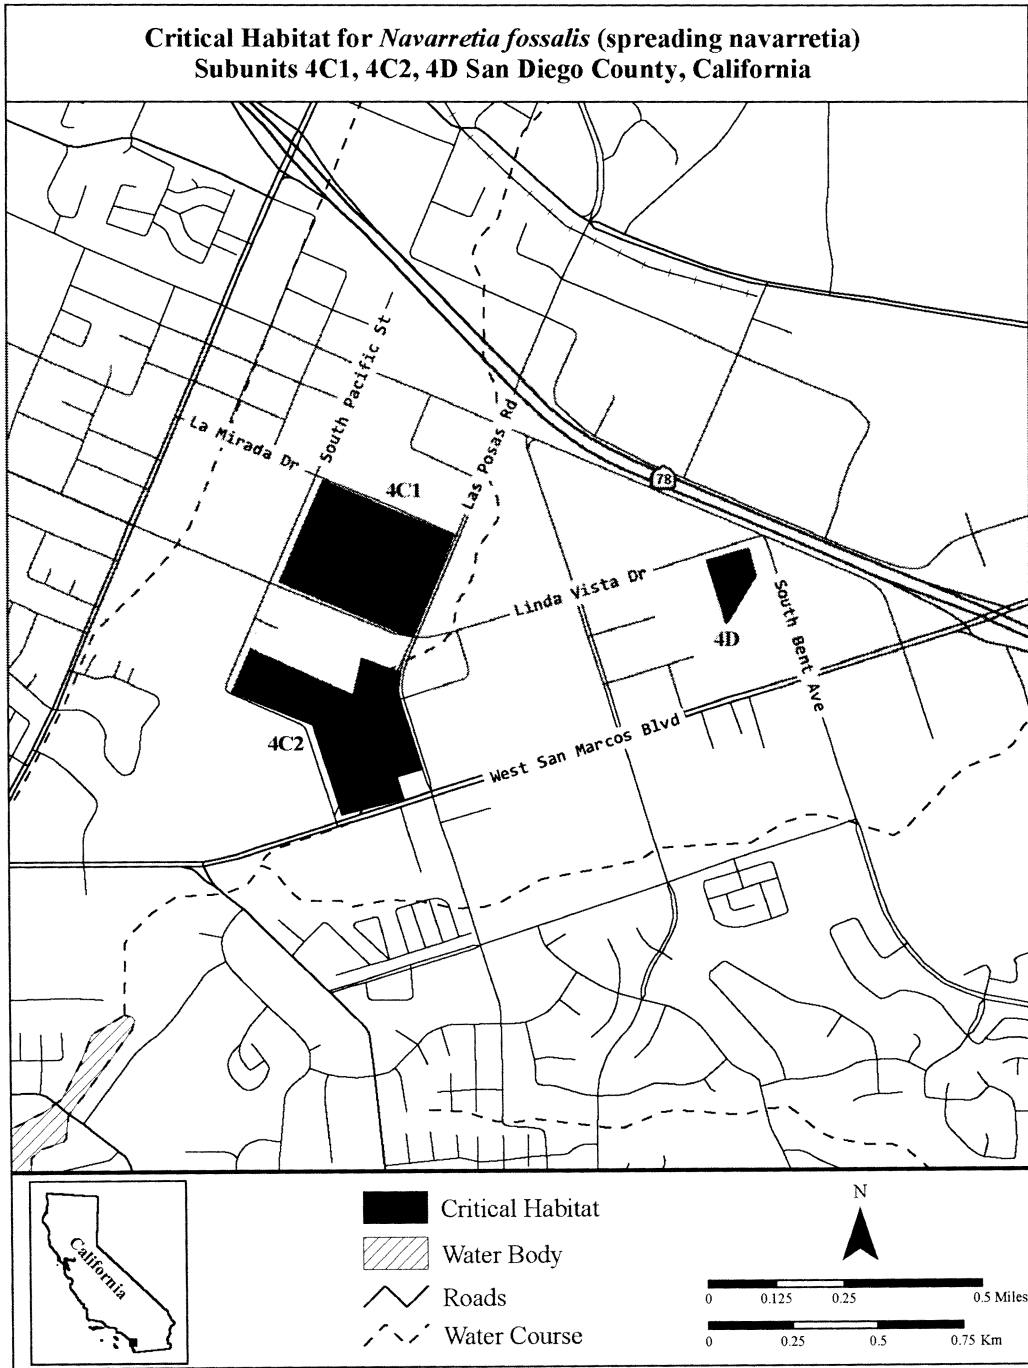 Critical Habitat for Navarretia fossalis (spreading navarretia)
Subunits 4C1, 4C2, 4D San Diego County, California
South Pacific St
La Mirada Dr
Las Posas Rd
4C1
78
Linda Vista Dr
4D
South Bent Ave
4C2
West San Marcos Blvd
California
Critical Habitat
Water Body
Roads
Water Course
N
0 0.125 0.25 0.5 Miles
0 0.25 0.5 0.75 Km